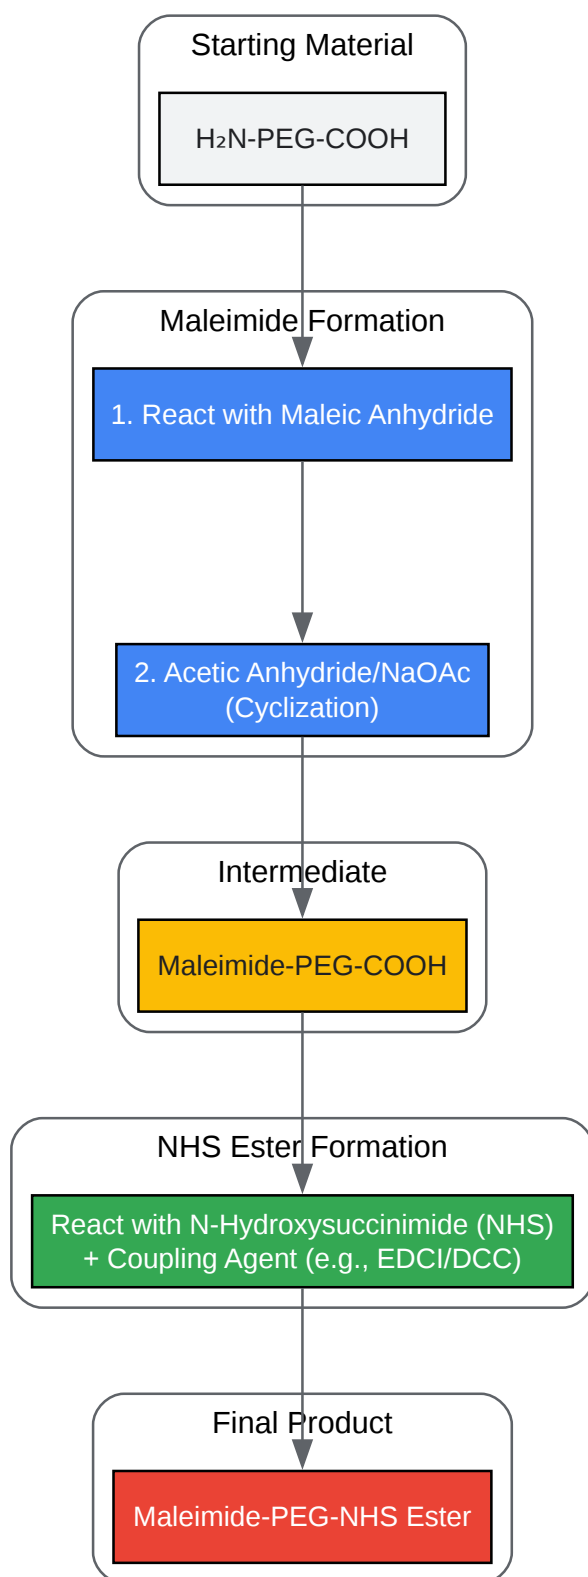 Starting Material
H₂N-PEG-COOH
Maleimide Formation
1. React with Maleic Anhydride
2. Acetic Anhydride/NaOAc
(Cyclization)
Intermediate
Maleimide-PEG-COOH
NHS Ester Formation
React with N-Hydroxysuccinimide (NHS)
+ Coupling Agent (e.g., EDCI/DCC)
Final Product
Maleimide-PEG-NHS Ester